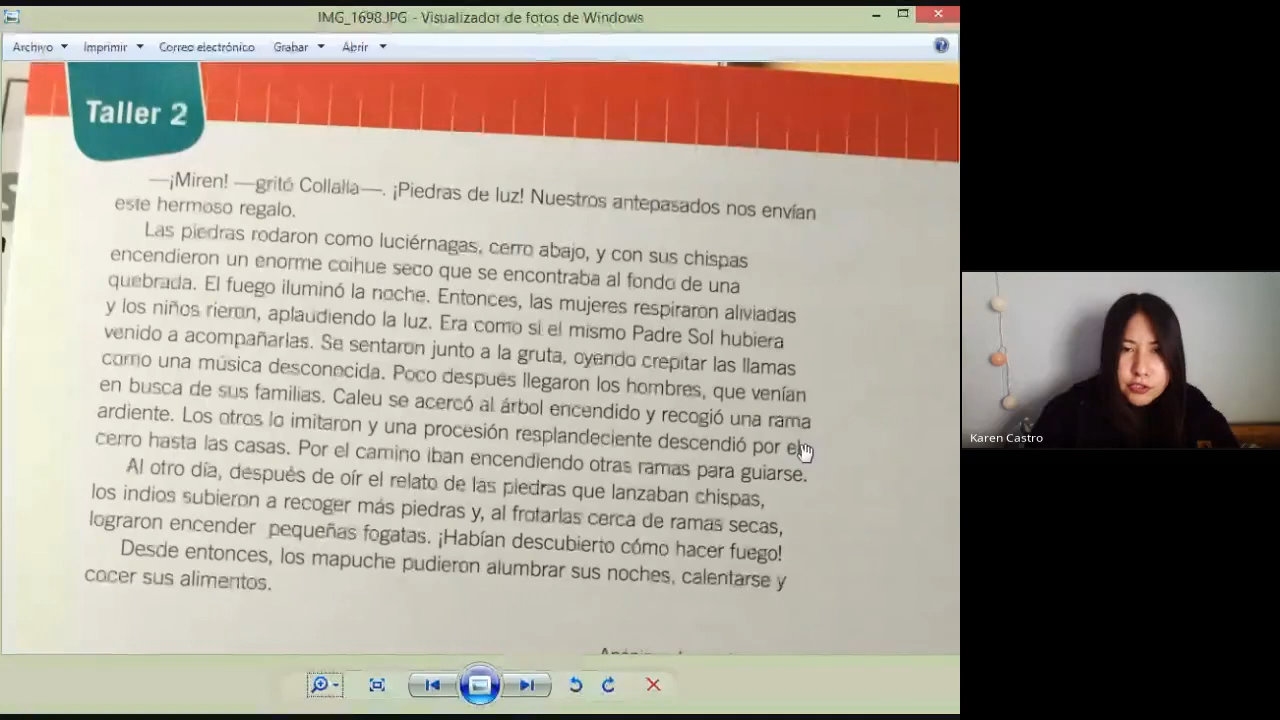 IMG_1698.JPG - Visualizador de fotos de Windows
Archivo Imprimir Correo electrónico Grabar Abrir
Taller 2
—¡Miren! —gritó Collalla—. ¡Piedras de luz! Nuestros antepasados nos envían
este hermoso regalo.
Las piedras rodaron como luciérnagas, cerro abajo, y con sus chispas
encendieron un enorme coihue seco que se encontraba al fondo de una
quebrada. El fuego iluminó la noche. Entonces, las mujeres respiraron aliviadas
y los niños rieron, aplaudiendo la luz. Era como si el mismo Padre Sol hubiera
venido a acompañarlas. Se sentaron junto a la gruta, oyendo crepitar las llamas
como una música desconocida. Poco después llegaron los hombres, que venían
en busca de sus familias. Caleu se acercó al árbol encendido y recogió una rama
ardiente. Los otros lo imitaron y una procesión resplandeciente descendió por el
cerro hasta las casas. Por el camino iban encendiendo otras ramas para guiarse.
Al otro día, después de oír el relato de las piedras que lanzaban chispas,
los indios subieron a recoger más piedras y, al frotarlas cerca de ramas secas,
lograron encender pequeñas fogatas. ¡Habían descubierto cómo hacer fuego!
Desde entonces, los mapuche pudieron alumbrar sus noches, calentarse y
cocer sus alimentos.
Karen Castro